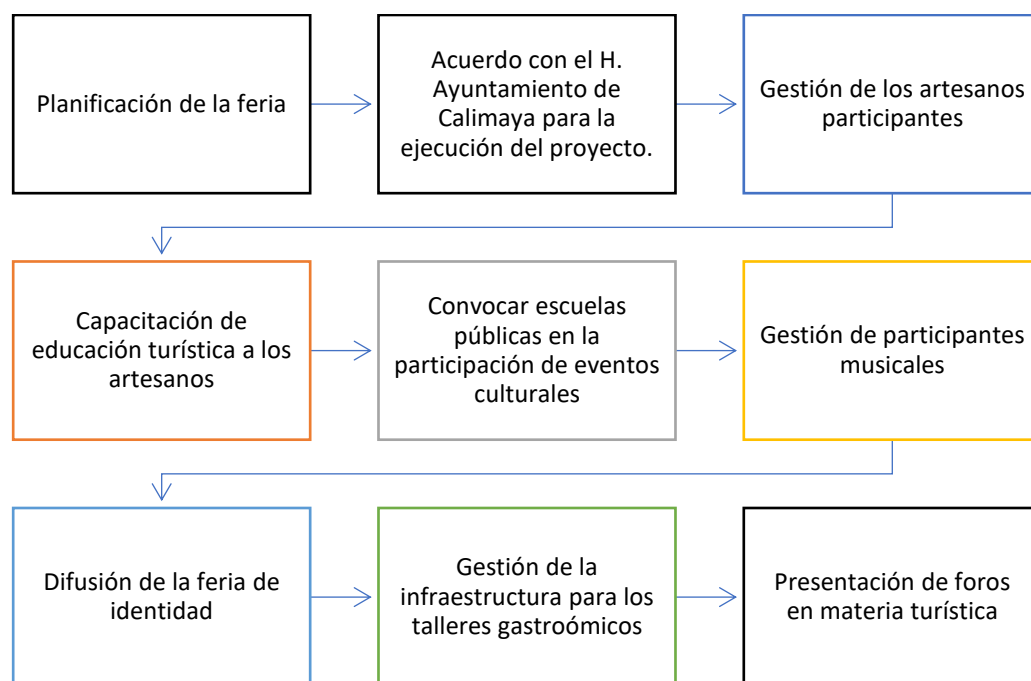 Planificación de la feria
Acuerdo con el H.
Ayuntamiento de
Calimaya para la
ejecución del proyecto.
Gestión de los artesanos
participantes
Capacitación de
educación turística a los
artesanos
Convocar escuelas
públicas en la
participación de eventos
culturales
Gestión de participantes
musicales
Difusión de la feria de
identidad
Gestión de la
infraestructura para los
talleres gastroómicos
Presentación de foros
en materia turística